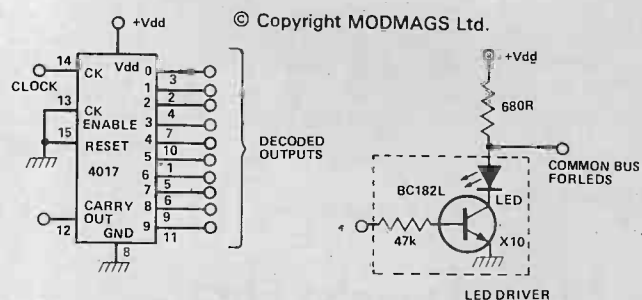 © Copyright MODMAGS Ltd.
+Vdd
14
CLOCK
CK
Vdd
0
3
1
2
2
4
3
7
4
10
5
1
6
5
7
6
8
9
9
11
13
CK
ENABLE
15
RESET
4017
CARRY
OUT
12
GND
8
DECODED
OUTPUTS
+Vdd
680R
COMMON BUS
FOR LEDS
BC182L
LED
47k
X10
LED DRIVER